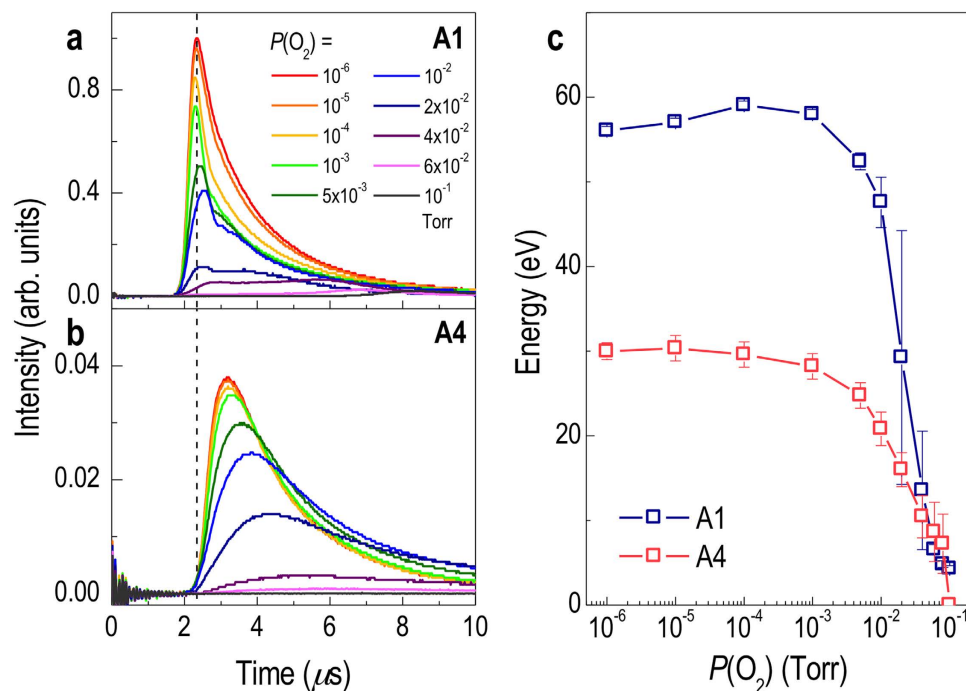 a
P(O₂) =
A1
10⁻⁶
10⁻²
10⁻⁵
2x10⁻²
10⁻⁴
4x10⁻²
10⁻³
6x10⁻²
5x10⁻³
10⁻¹
Torr
0.8
0.4
0.0
b
A4
0.04
0.02
0.00
Intensity (arb. units)
0 2 4 6 8 10
Time (μs)
c
60
40
20
0
Energy (eV)
A1
A4
10⁻⁶ 10⁻⁵ 10⁻⁴ 10⁻³ 10⁻² 10⁻¹
P(O₂) (Torr)